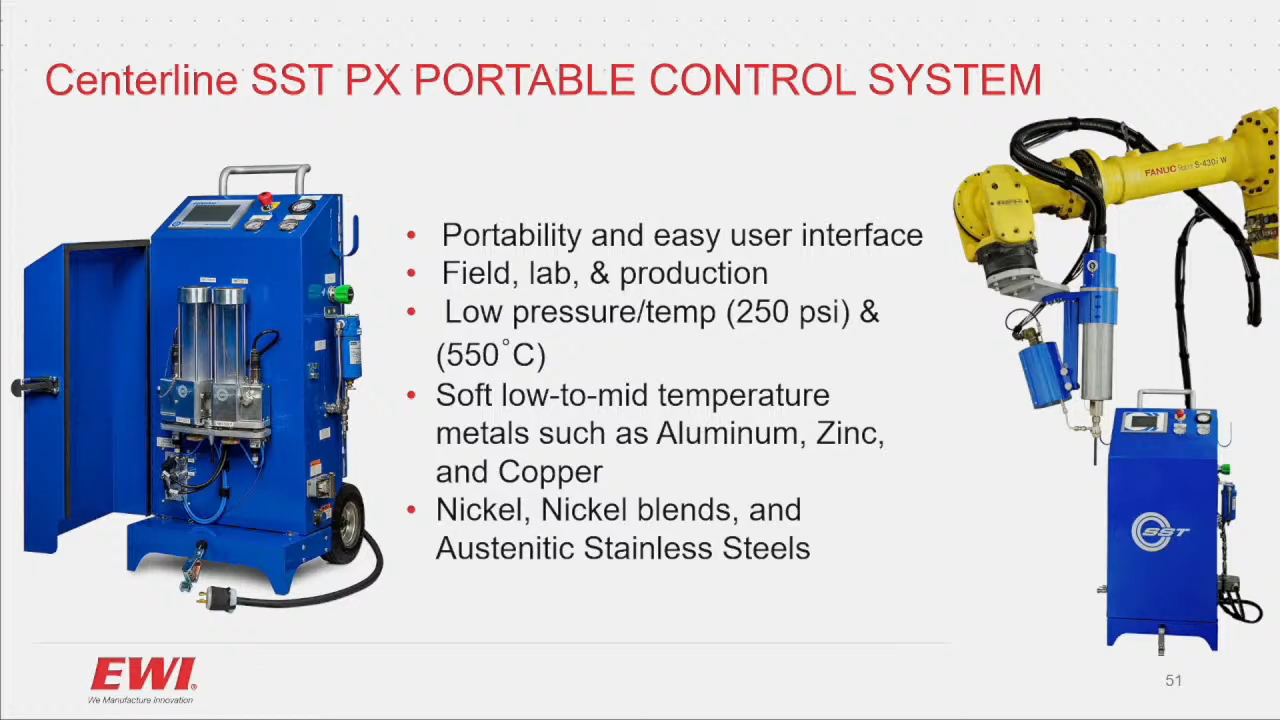 Centerline SST PX PORTABLE CONTROL SYSTEM
• Portability and easy user interface
• Field, lab, & production
• Low pressure/temp (250 psi) &
(550°C)
• Soft low-to-mid temperature
metals such as Aluminum, Zinc,
and Copper
• Nickel, Nickel blends, and
Austenitic Stainless Steels
FANUC Robot S-430i W
SST
EWI®
We Manufacture Innovation
51